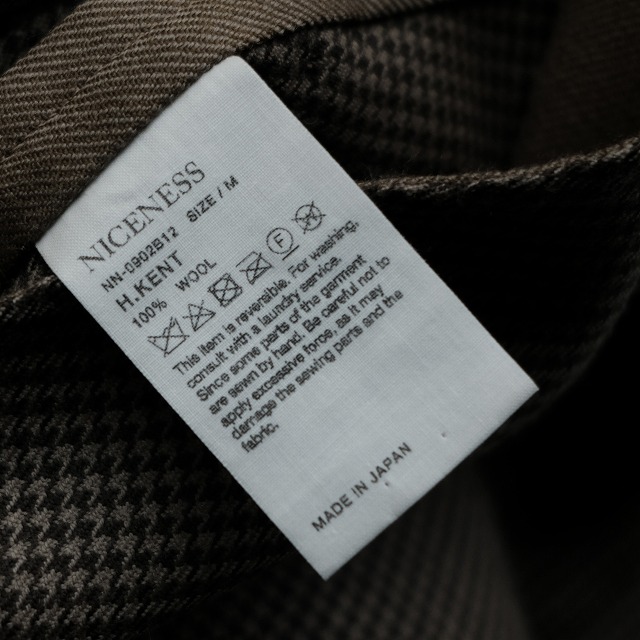 NICENESS
NN-0902B12 SIZE / M
H.KENT
100% WOOL
This item is reversible. For washing,
consult with a laundry service.
Since some parts of the garment
are sewn by hand. Be careful not to
apply excessive force, as it may
damage the sewing parts and the
fabric.
MADE IN JAPAN